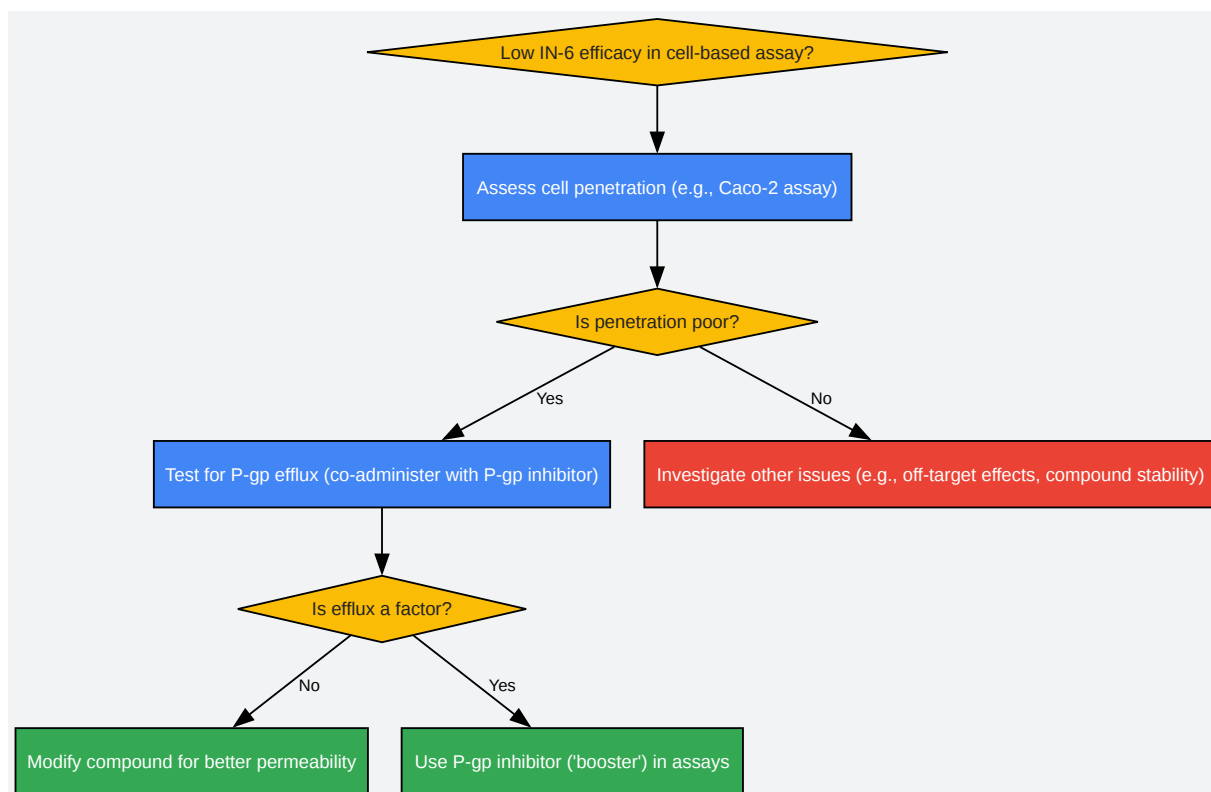 Low IN-6 efficacy in cell-based assay?
Assess cell penetration (e.g., Caco-2 assay)
Is penetration poor?
Yes
No
Test for P-gp efflux (co-administer with P-gp inhibitor)
Investigate other issues (e.g., off-target effects, compound stability)
Is efflux a factor?
No
Yes
Modify compound for better permeability
Use P-gp inhibitor ('booster') in assays